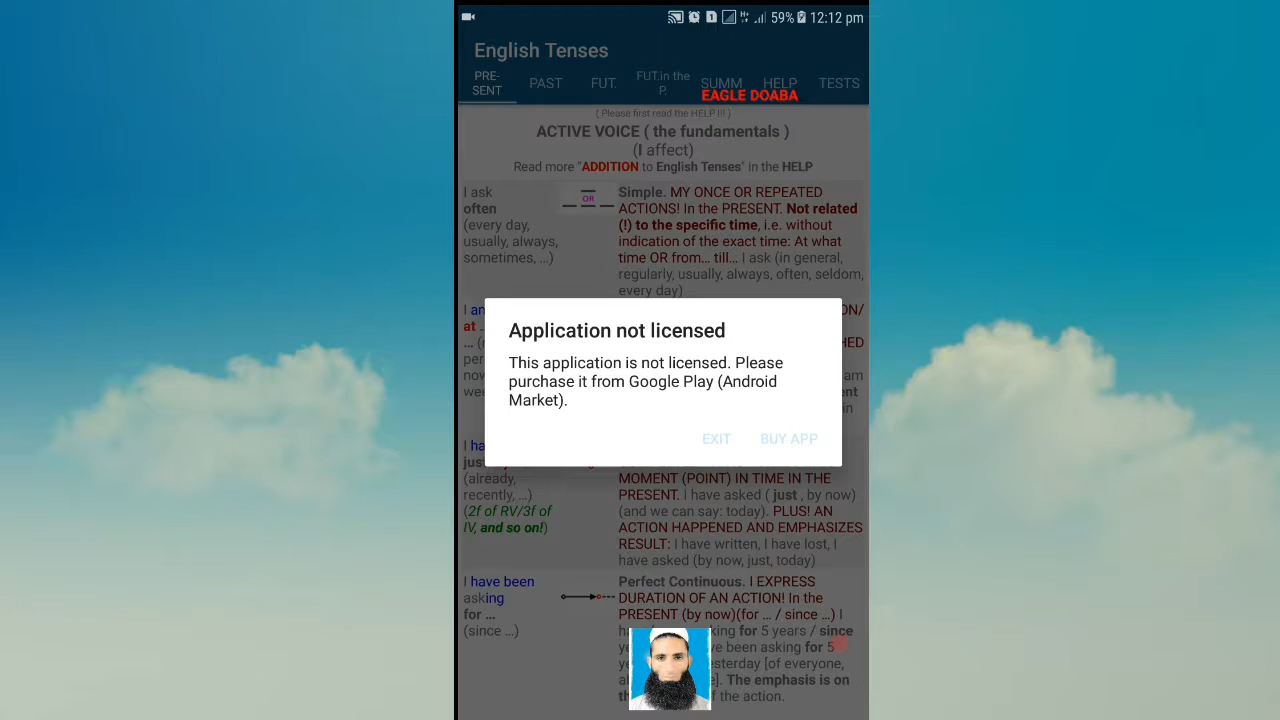 59% 12:12 pm
English Tenses
PRE-
SENT
PAST
FUT.
FUT.in the
P.
SUMM
HELP
TESTS
EAGLE DOABA
( Please first read the HELP !!! )
ACTIVE VOICE ( the fundamentals )
(I affect)
Read more "ADDITION to English Tenses" in the HELP
I ask
often
(every day,
usually, always,
sometimes, …)
OR
Simple. MY ONCE OR REPEATED
ACTIONS! In the PRESENT. Not related
(!) to the specific time, i.e. without
indication of the exact time: At what
time OR from… till… I ask (in general,
regularly, usually, always, often, seldom,
every day)
Application not licensed
This application is not licensed. Please
purchase it from Google Play (Android
Market).
EXIT
BUY APP
(already,
recently, …)
(2f of RV/3f of
IV, and so on!)
MOMENT (POINT) IN TIME IN THE
PRESENT. I have asked ( just , by now)
(and we can say: today). PLUS! AN
ACTION HAPPENED AND EMPHASIZES
RESULT: I have written, I have lost, I
have asked (by now, just, today)
I have been
asking
for …
(since …)
Perfect Continuous. I EXPRESS
DURATION OF AN ACTION! In the
PRESENT (by now)(for … / since …) I
for 5 years / since
been asking for 5
[of everyone,
The emphasis is on
of the action.